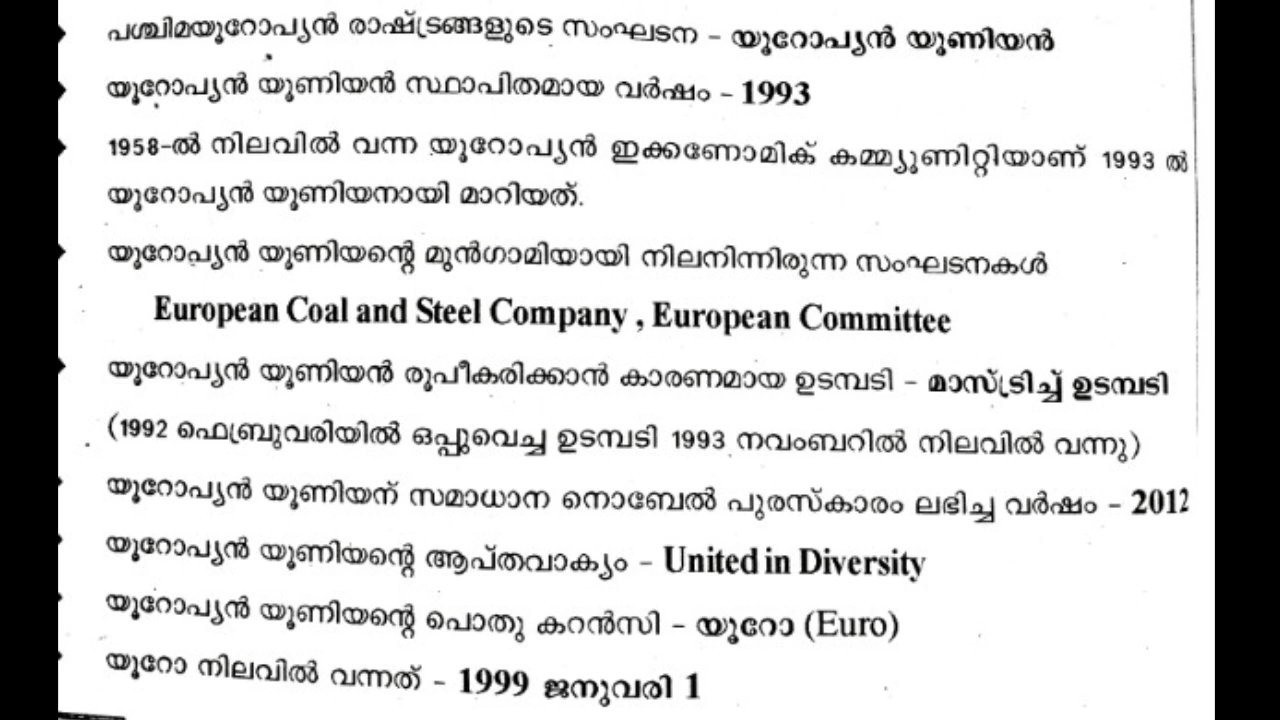 പശ്ചിമയൂറോപ്യൻ രാഷ്ട്രങ്ങളുടെ സംഘടന - യൂറോപ്യൻ യൂണിയൻ
യൂറോപ്യൻ യൂണിയൻ സ്ഥാപിതമായ വർഷം - 1993
1958-ൽ നിലവിൽ വന്ന യൂറോപ്യൻ ഇക്കണോമിക് കമ്മ്യൂണിറ്റിയാണ് 1993 ൽ
യൂറോപ്യൻ യൂണിയനായി മാറിയത്.
യൂറോപ്യൻ യൂണിയന്റെ മുൻഗാമിയായി നിലനിന്നിരുന്ന സംഘടനകൾ
European Coal and Steel Company , European Committee
യൂറോപ്യൻ യൂണിയൻ രൂപീകരിക്കാൻ കാരണമായ ഉടമ്പടി - മാസ്ട്രിച്ച് ഉടമ്പടി
(1992 ഫെബ്രുവരിയിൽ ഒപ്പുവെച്ച ഉടമ്പടി 1993 നവംബറിൽ നിലവിൽ വന്നു)
യൂറോപ്യൻ യൂണിയന് സമാധാന നൊബേൽ പുരസ്കാരം ലഭിച്ച വർഷം - 2012
യൂറോപ്യൻ യൂണിയന്റെ ആപ്തവാക്യം - United in Diversity
യൂറോപ്യൻ യൂണിയന്റെ പൊതു കറൻസി - യൂറോ (Euro)
യൂറോ നിലവിൽ വന്നത് - 1999 ജനുവരി 1